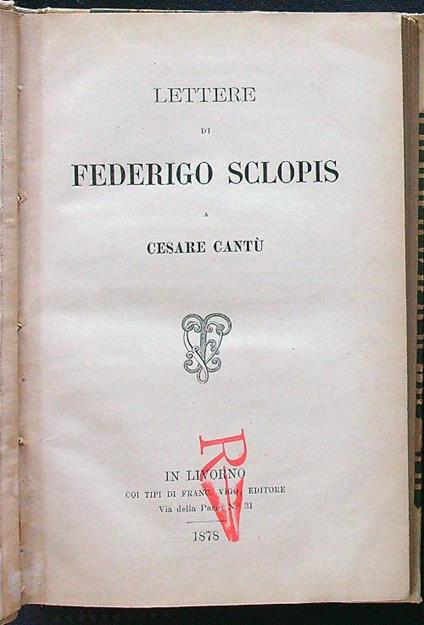 LETTERE
DI
FEDERIGO SCLOPIS
A
CESARE CANTÙ
IN LIVORNO
COI TIPI DI FRANC. VIGO, EDITORE
Via della Pace, N.º 31
1878